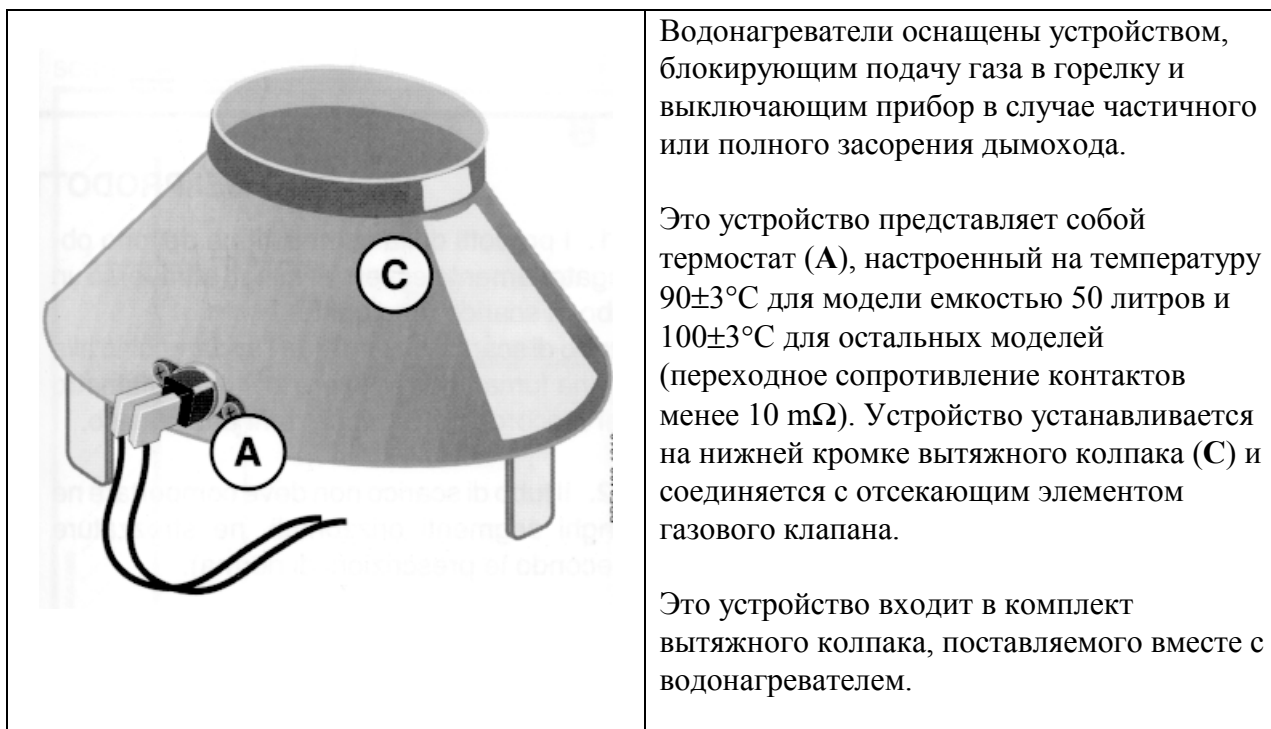 C
A
Водонагреватели оснащены устройством,
блокирующим подачу газа в горелку и
выключающим прибор в случае частичного
или полного засорения дымохода.
Это устройство представляет собой
термостат (A), настроенный на температуру
90±3°С для модели емкостью 50 литров и
100±3°С для остальных моделей
(переходное сопротивление контактов
менее 10 mΩ). Устройство устанавливается
на нижней кромке вытяжного колпака (C) и
соединяется с отсекающим элементом
газового клапана.
Это устройство входит в комплект
вытяжного колпака, поставляемого вместе с
водонагревателем.